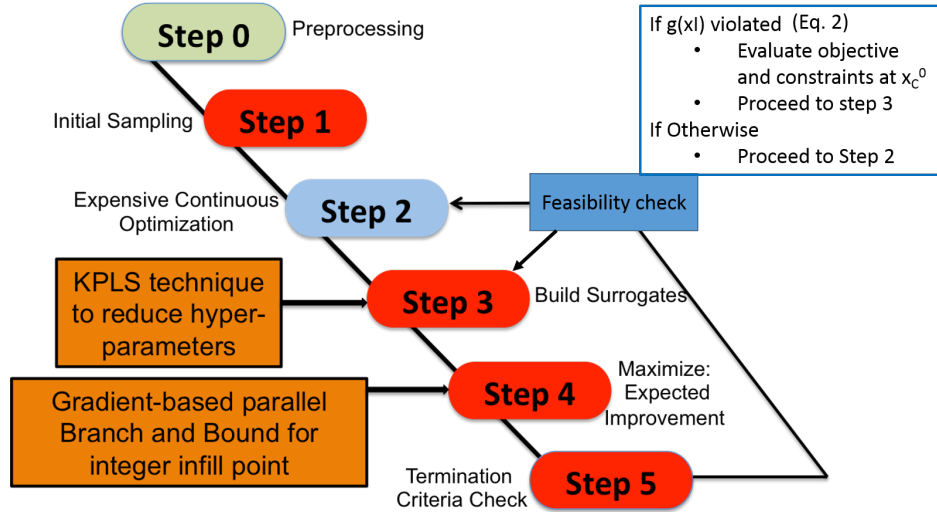 Step 0
Preprocessing
If g(xI) violated (Eq. 2)
• Evaluate objective
and constraints at x_C^0
• Proceed to step 3
If Otherwise
• Proceed to Step 2
Initial Sampling
Step 1
Expensive Continuous
Optimization
Step 2
Feasibility check
KPLS technique
to reduce hyper-
parameters
Step 3
Build Surrogates
Gradient-based parallel
Branch and Bound for
integer infill point
Step 4
Maximize:
Expected
Improvement
Termination
Criteria Check
Step 5